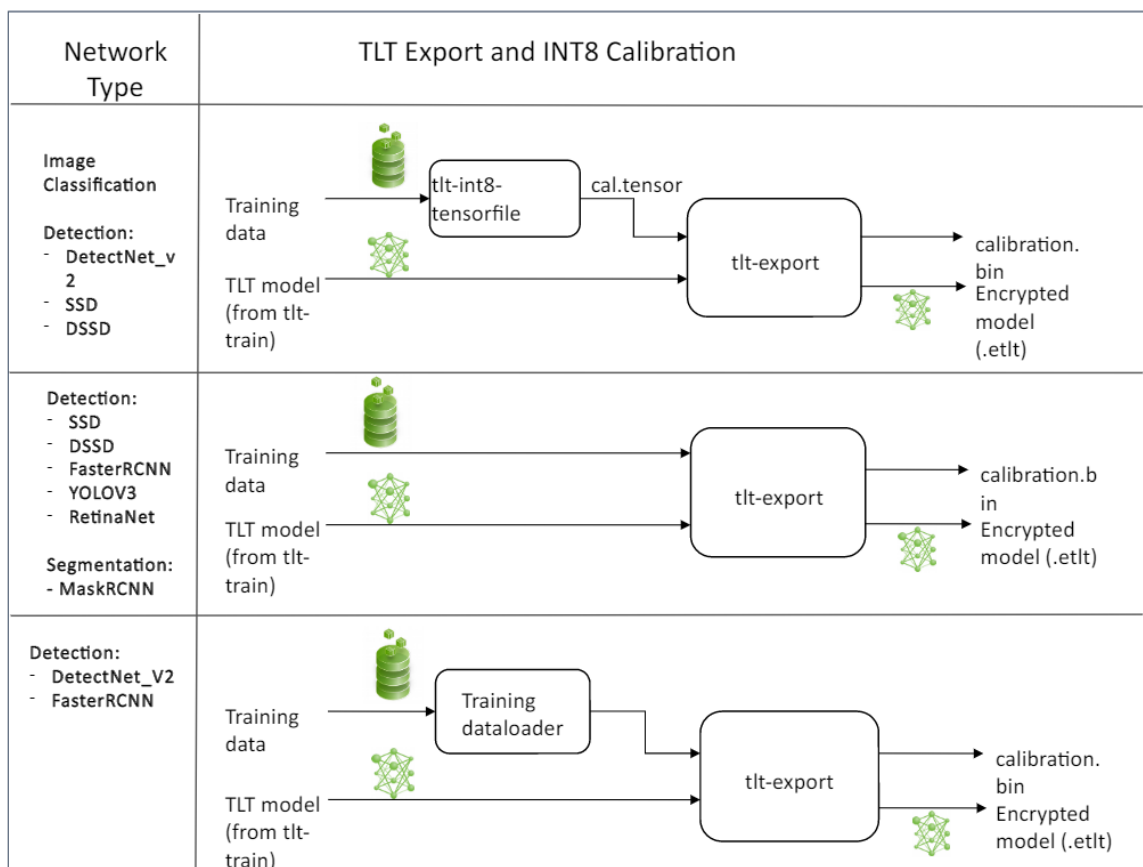 Network
Type
TLT Export and INT8 Calibration
Image
Classification
Detection:
- DetectNet_v
2
- SSD
- DSSD
Training
data
tlt-int8-
tensorfile
cal.tensor
TLT model
(from tlt-
train)
tlt-export
calibration.
bin
Encrypted
model
(.etlt)
Detection:
- SSD
- DSSD
- FasterRCNN
- YOLOV3
- RetinaNet
Segmentation:
- MaskRCNN
Training
data
TLT model
(from tlt-
train)
tlt-export
calibration.b
in
Encrypted
model (.etlt)
Detection:
- DetectNet_V2
- FasterRCNN
Training
data
Training
dataloader
TLT model
(from tlt-
train)
tlt-export
calibration.
bin
Encrypted
model (.etlt)